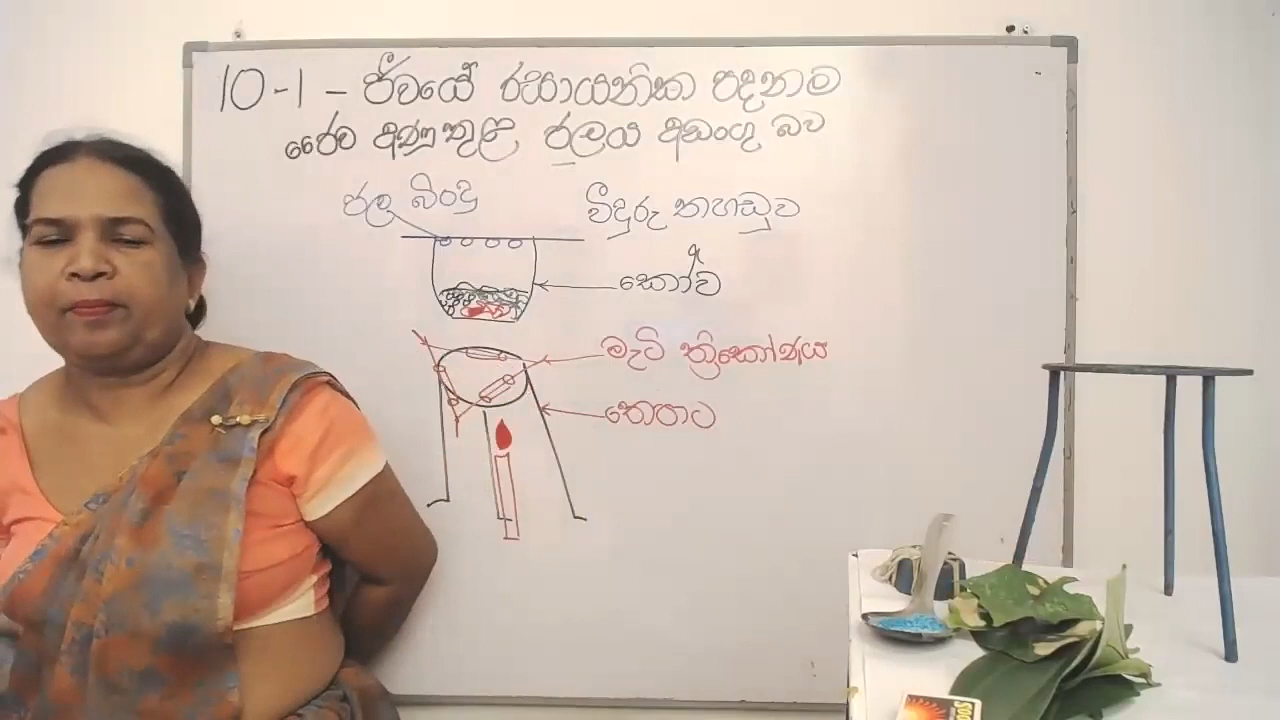 10-1 – ජීවයේ රසායනික පදනම
ජෛව අණු තුළ ජලය අඩංගු බව
ජල බිංදු
වීදුරු තහඩුව
කෝව
මැටි ත්‍රිකෝණය
තෙපාව